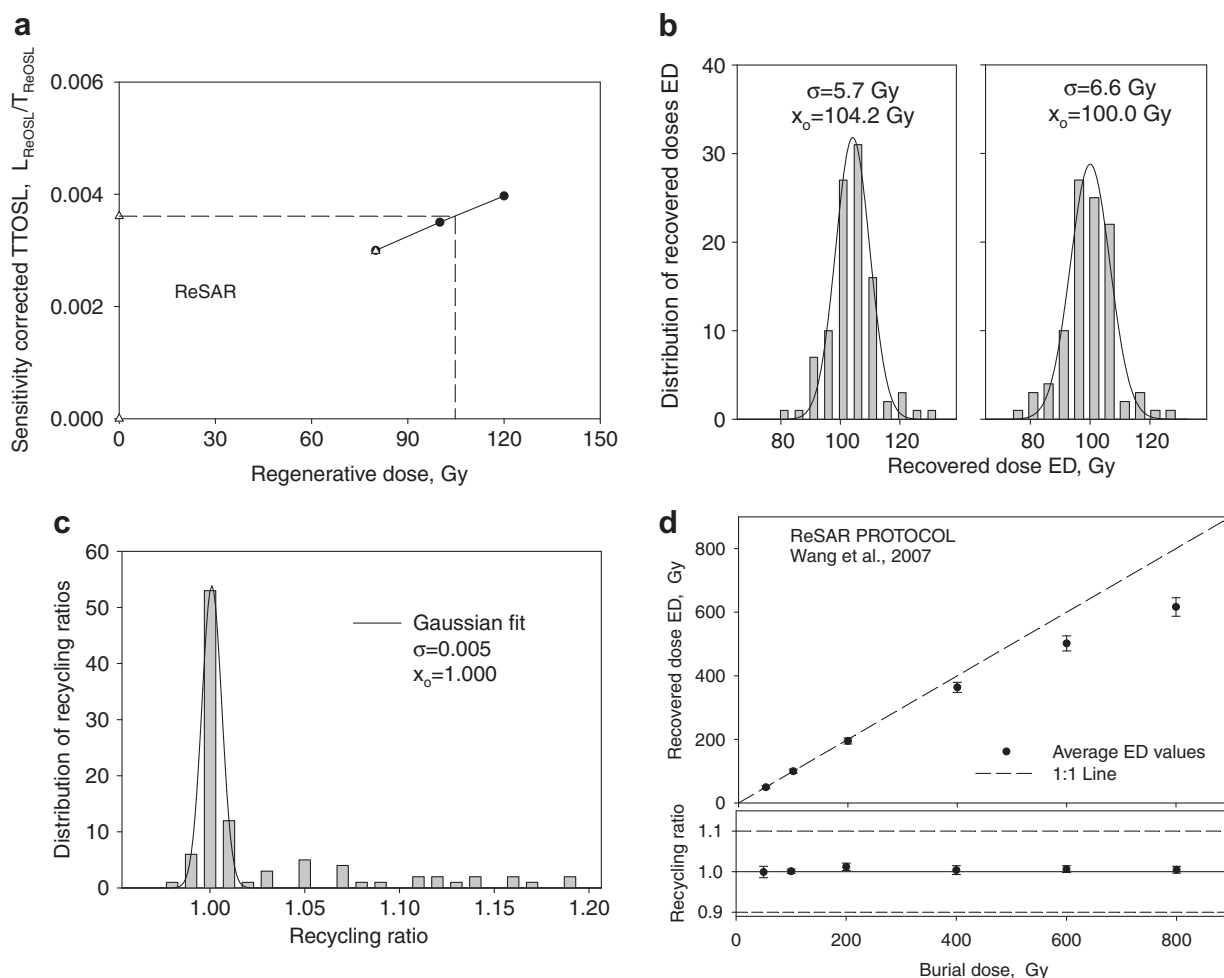 a
Sensitivity corrected TTOSL, L_ReOSL/T_ReOSL
0.006
0.004
0.002
0.000
ReSAR
0 30 60 90 120 150
Regenerative dose, Gy
b
Distribution of recovered doses ED
40
30
20
10
0
σ=5.7 Gy
x_o=104.2 Gy
σ=6.6 Gy
x_o=100.0 Gy
80 100 120 80 100 120
Recovered dose ED, Gy
c
Distribution of recycling ratios
60
50
40
30
20
10
0
Gaussian fit
σ=0.005
x_o=1.000
1.00 1.05 1.10 1.15 1.20
Recycling ratio
d
Recovered dose ED, Gy
800
600
400
200
0
ReSAR PROTOCOL
Wang et al., 2007
Average ED values
1:1 Line
Recycling ratio
1.1
1.0
0.9
0 200 400 600 800
Burial dose, Gy